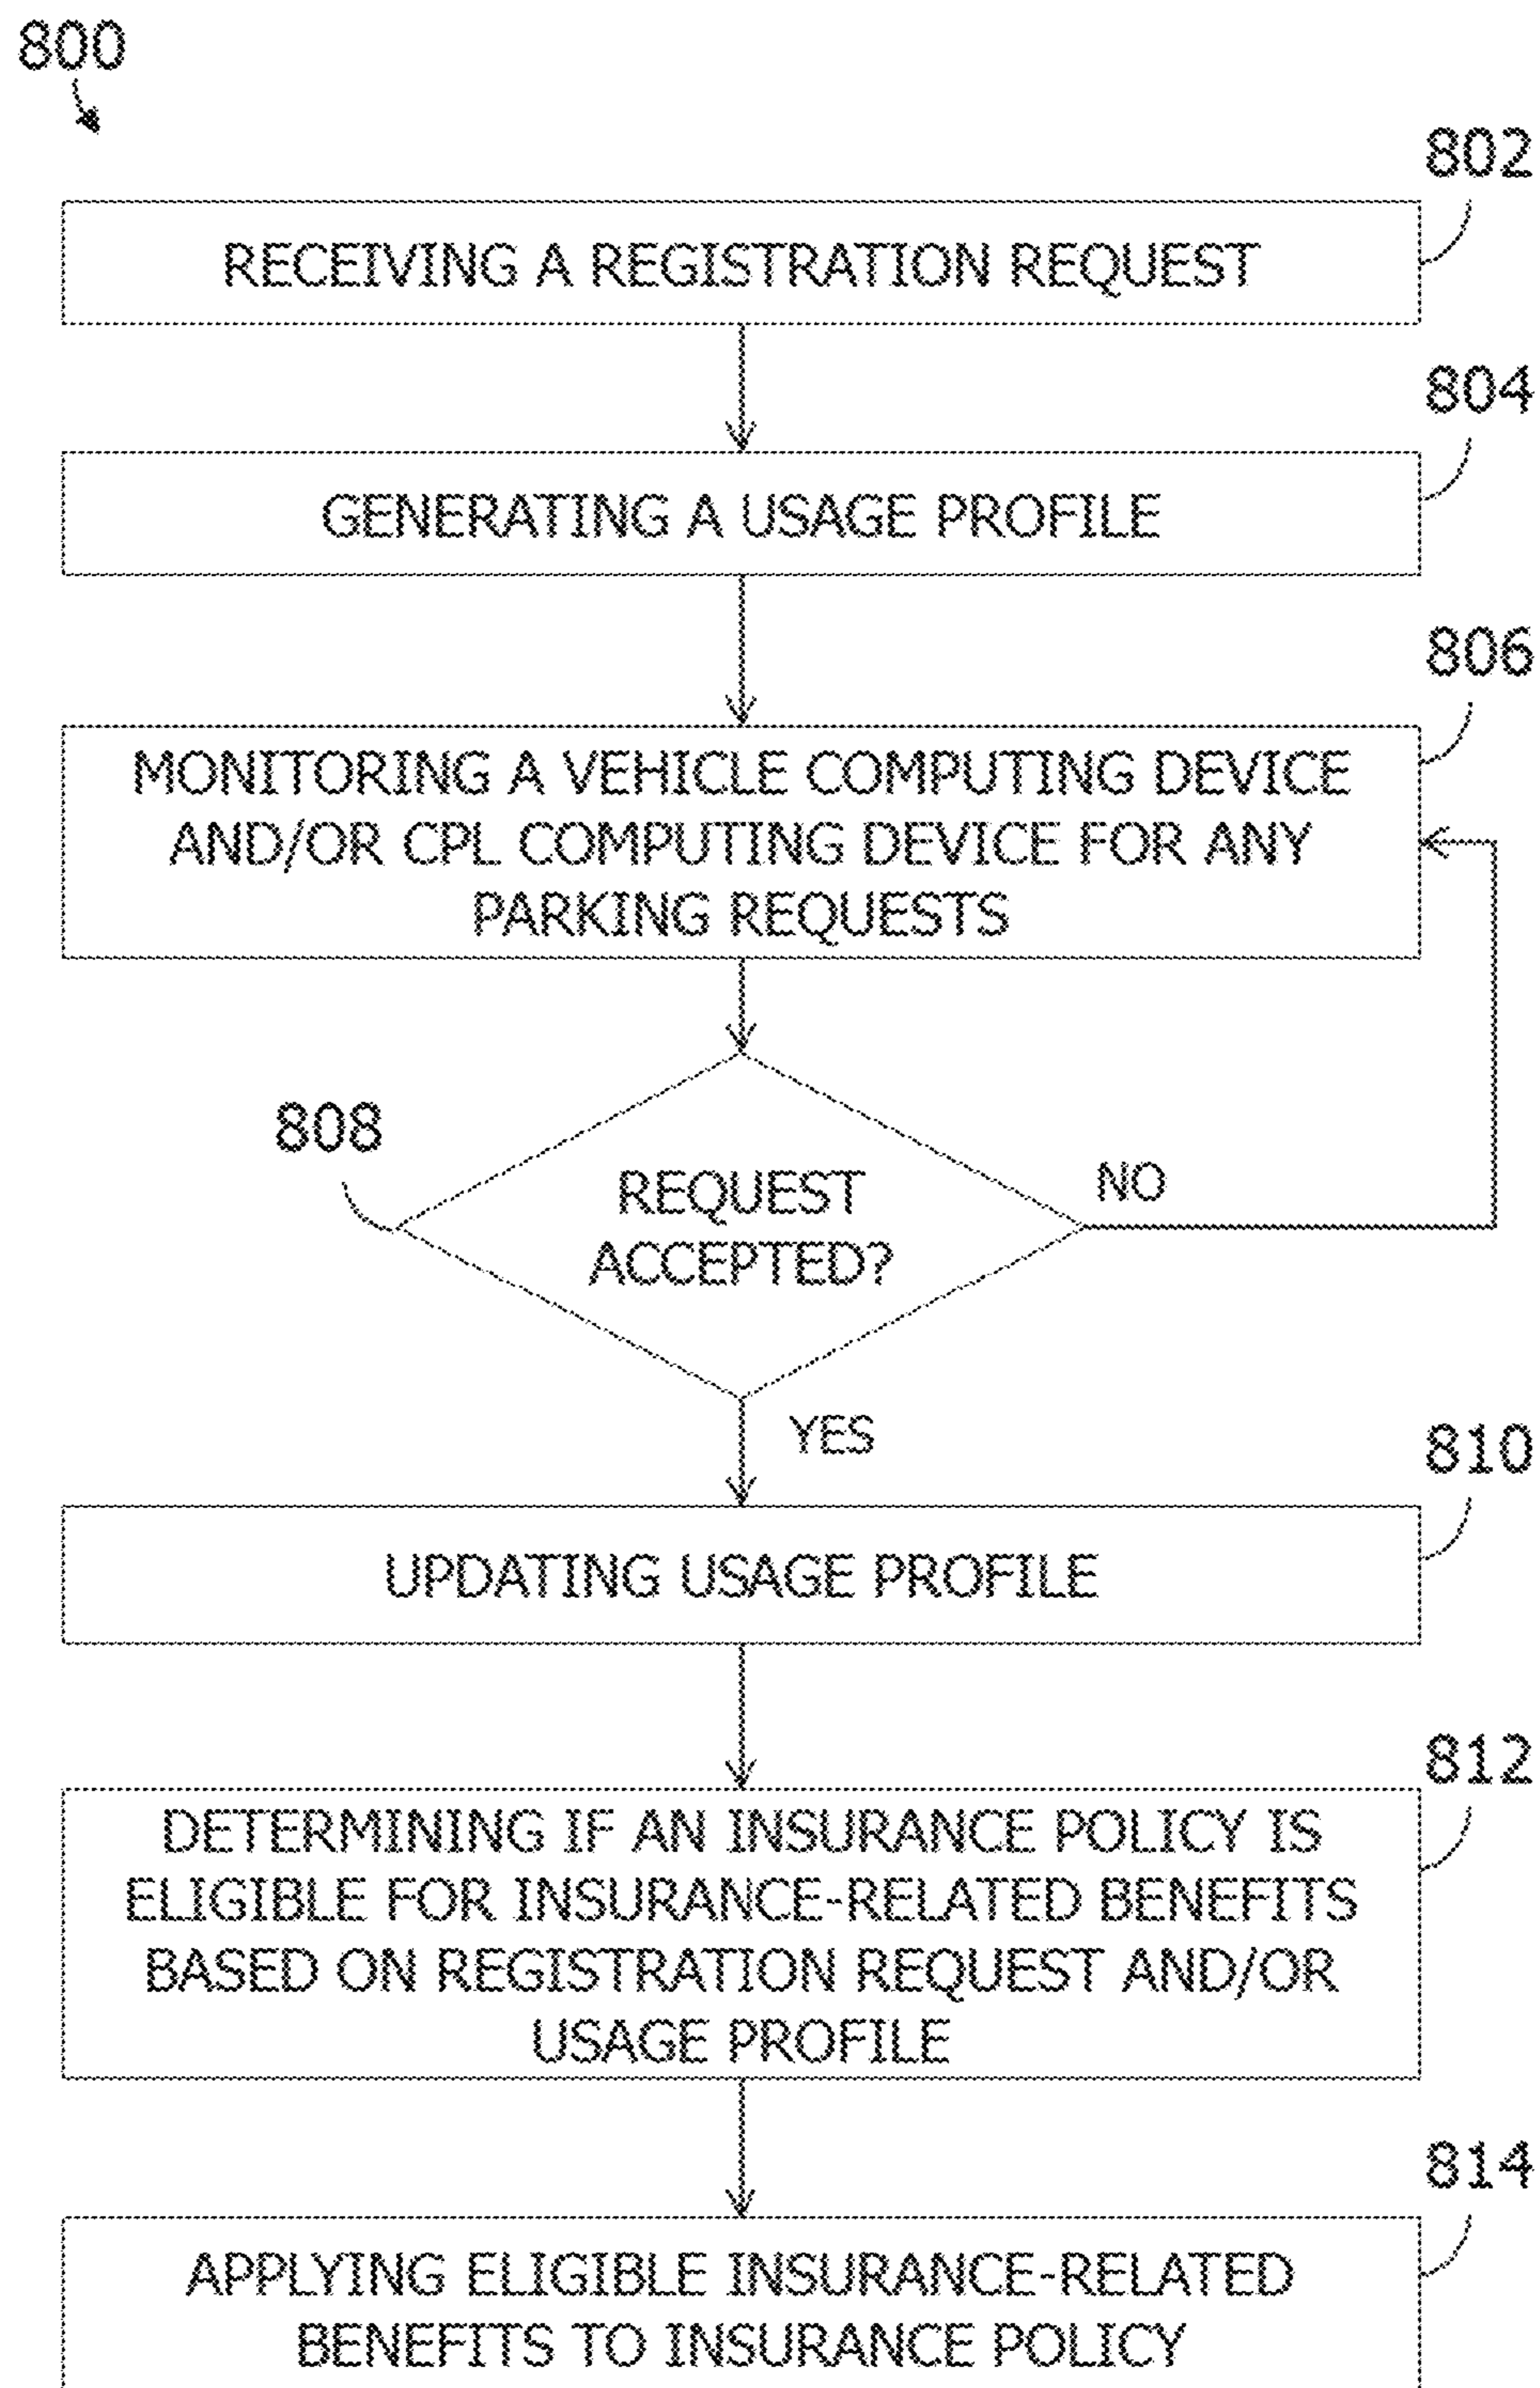 800
802
RECEIVING A REGISTRATION REQUEST
804
GENERATING A USAGE PROFILE
806
MONITORING A VEHICLE COMPUTING DEVICE
AND/OR CPL COMPUTING DEVICE FOR ANY
PARKING REQUESTS
808
REQUEST
ACCEPTED?
NO
YES
810
UPDATING USAGE PROFILE
812
DETERMINING IF AN INSURANCE POLICY IS
ELIGIBLE FOR INSURANCE-RELATED BENEFITS
BASED ON REGISTRATION REQUEST AND/OR
USAGE PROFILE
814
APPLYING ELIGIBLE INSURANCE-RELATED
BENEFITS TO INSURANCE POLICY